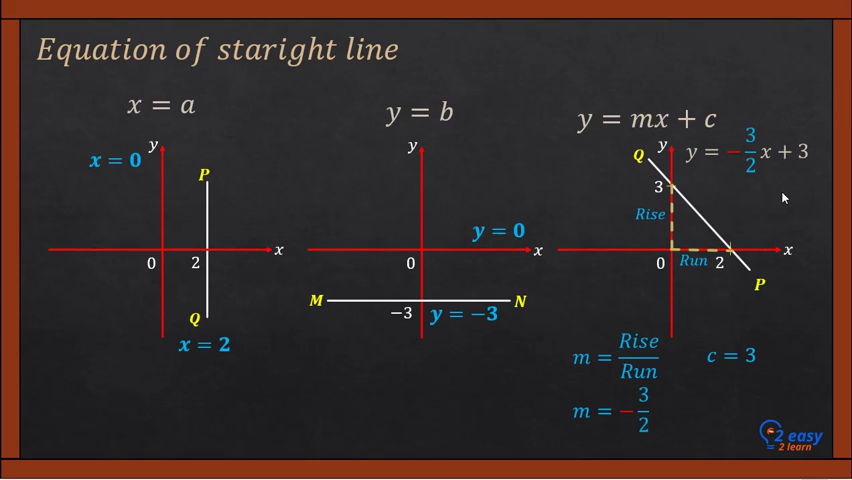 Equation of staright line
x = a
x = 0
y
P
x
0
2
Q
x = 2
y = b
y
y = 0
x
0
M
N
−3
y = −3
y = mx + c
y = −3/2 x + 3
Q
y
3
Rise
x
0
Run
2
P
m = Rise/Run
c = 3
m = −3/2
2 easy
2 learn